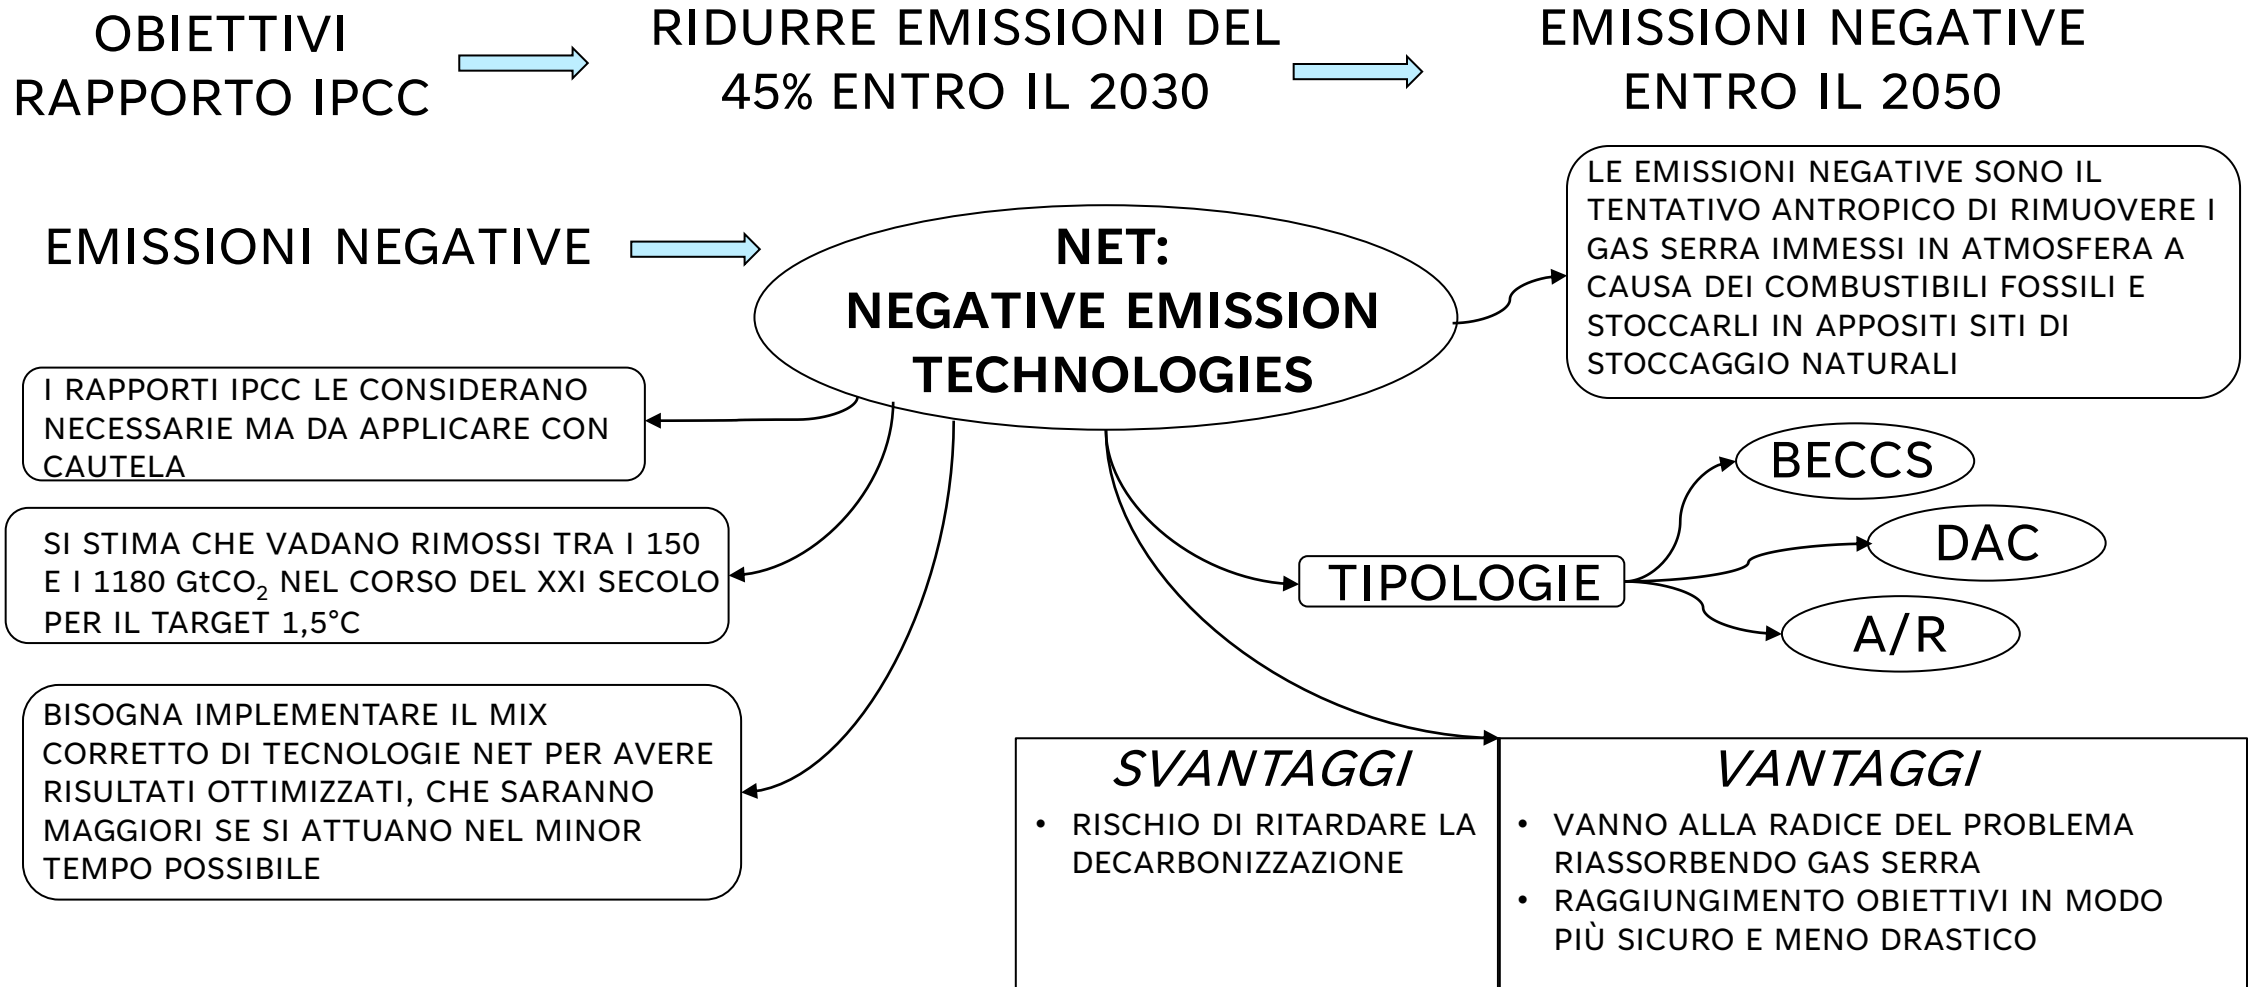 OBIETTIVI
RAPPORTO IPCC
RIDURRE EMISSIONI DEL
45% ENTRO IL 2030
EMISSIONI NEGATIVE
ENTRO IL 2050
LE EMISSIONI NEGATIVE SONO IL
TENTATIVO ANTROPICO DI RIMUOVERE I
GAS SERRA IMMESSI IN ATMOSFERA A
CAUSA DEI COMBUSTIBILI FOSSILI E
STOCCARLI IN APPOSITI SITI DI
STOCCAGGIO NATURALI
EMISSIONI NEGATIVE
NET:
NEGATIVE EMISSION
TECHNOLOGIES
I RAPPORTI IPCC LE CONSIDERANO
NECESSARIE MA DA APPLICARE CON
CAUTELA
SI STIMA CHE VADANO RIMOSSI TRA I 150
E I 1180 GtCO₂ NEL CORSO DEL XXI SECOLO
PER IL TARGET 1,5°C
BISOGNA IMPLEMENTARE IL MIX
CORRETTO DI TECNOLOGIE NET PER AVERE
RISULTATI OTTIMIZZATI, CHE SARANNO
MAGGIORI SE SI ATTUANO NEL MINOR
TEMPO POSSIBILE
TIPOLOGIE
BECCS
DAC
A/R
SVANTAGGI
• RISCHIO DI RITARDARE LA
DECARBONIZZAZIONE
VANTAGGI
• VANNO ALLA RADICE DEL PROBLEMA
RIASSORBENDO GAS SERRA
• RAGGIUNGIMENTO OBIETTIVI IN MODO
PIÙ SICURO E MENO DRASTICO